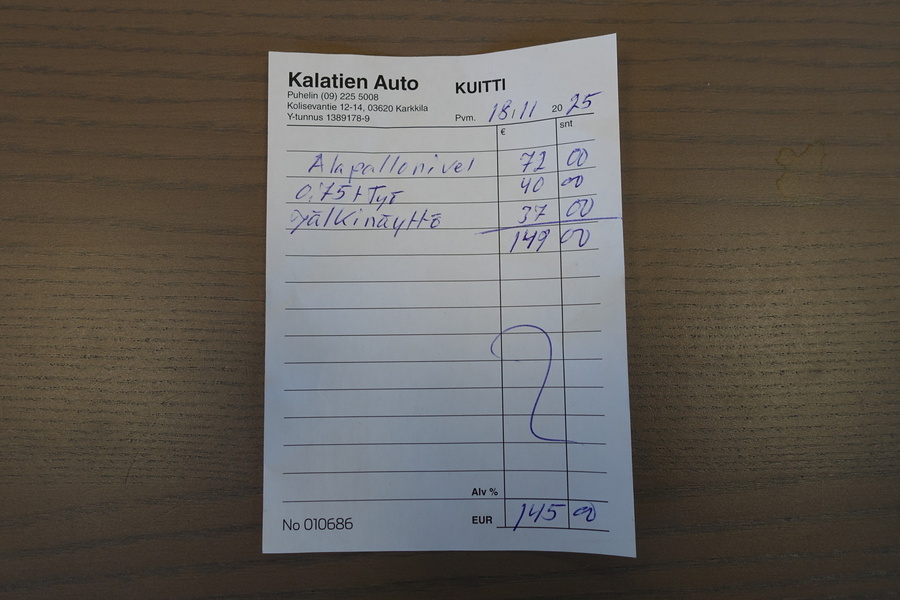 Kalatien Auto KUITTI
Puhelin (09) 225 5008
Kolisevantie 12-14, 03620 Karkkila
Y-tunnus 1389178-9
Pvm. 18,11 20 25
€ snt
Alapallonivel 72 00
0,75 t Työ 40 00
Jälkinäyttö 37 00
149 00
Alv %
No 010686 EUR 145 00